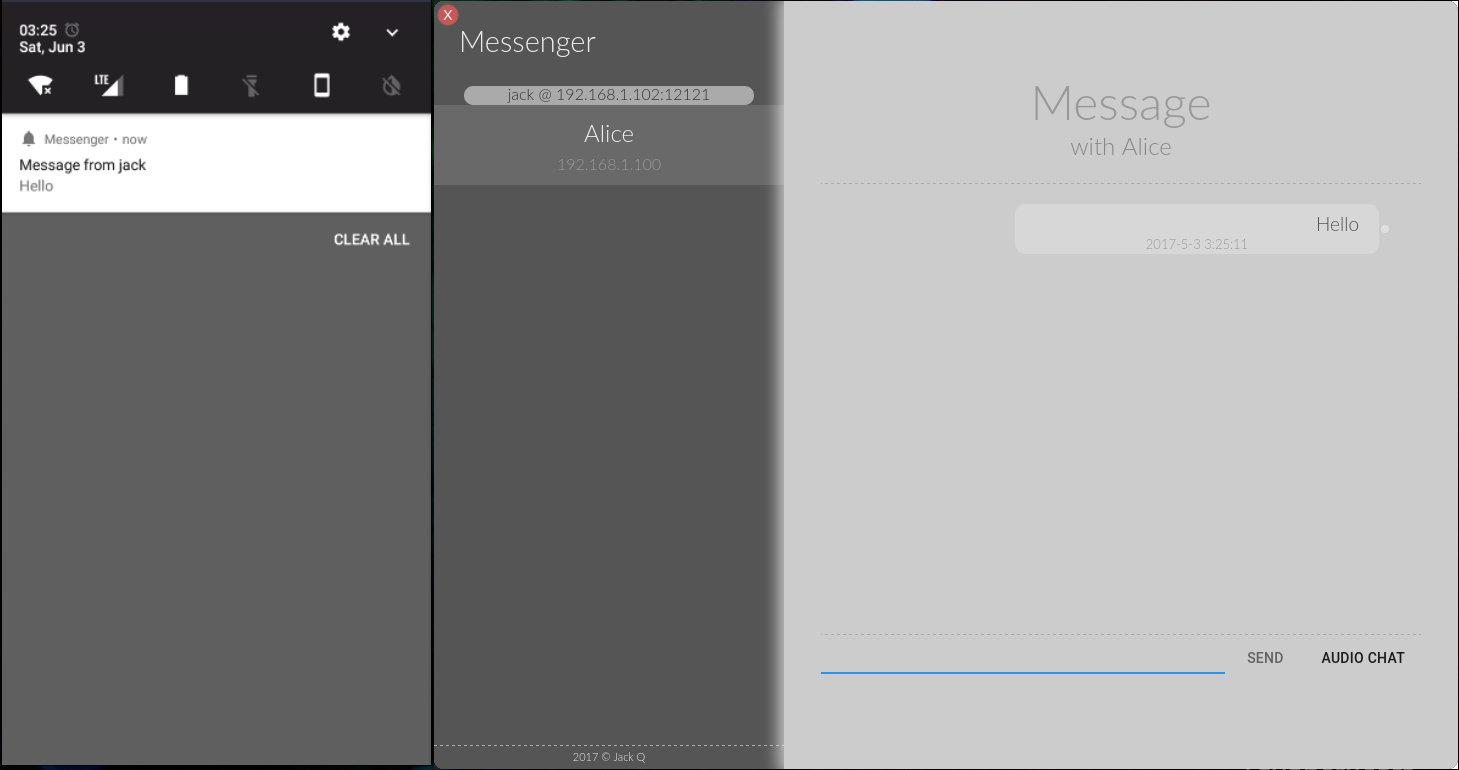 03:25
Sat, Jun 3
LTE
Messenger • now
Message from jack
Hello
CLEAR ALL
X
Messenger
jack @ 192.168.1.102:12121
Alice
192.168.1.100
2017 © Jack Q
Message
with Alice
Hello
2017-5-3 3:25:11
SEND
AUDIO CHAT